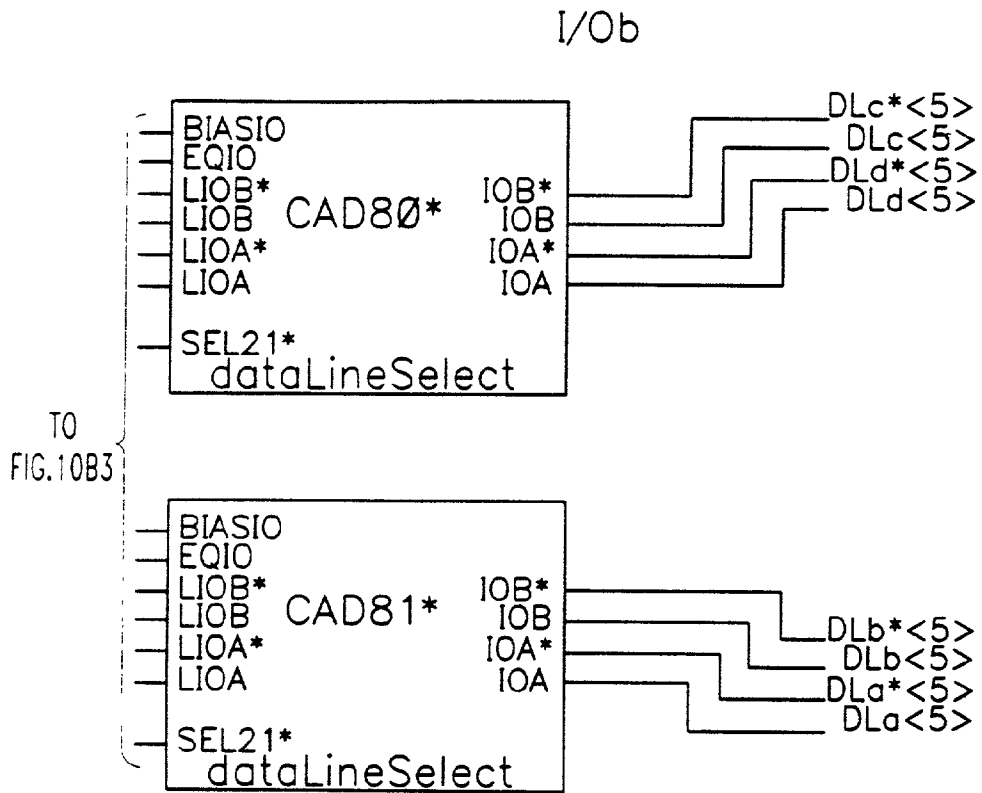 I/Ob
DLc*<5>
DLc<5>
DLd*<5>
DLd<5>
BIASIO
EQIO
LIOB*
LIOB
LIOA*
LIOA
SEL21*
CAD80*
IOB*
IOB
IOA*
IOA
dataLineSelect
TO
FIG.10B3
BIASIO
EQIO
LIOB*
LIOB
LIOA*
LIOA
SEL21*
CAD81*
IOB*
IOB
IOA*
IOA
dataLineSelect
DLb*<5>
DLb<5>
DLa*<5>
DLa<5>